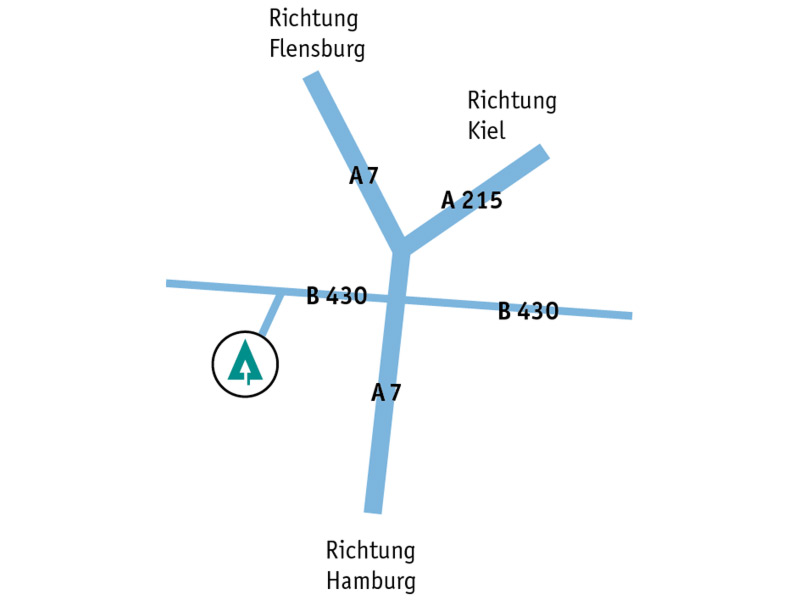 Richtung
Flensburg
Richtung
Kiel
A 7
A 215
B 430
B 430
A 7
Richtung
Hamburg